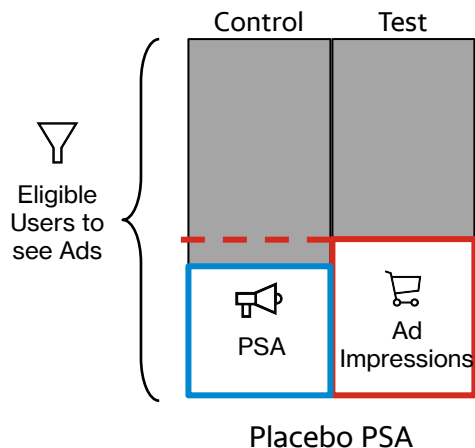 Control Test
Eligible
Users to
see Ads
PSA
Ad
Impressions
Placebo PSA